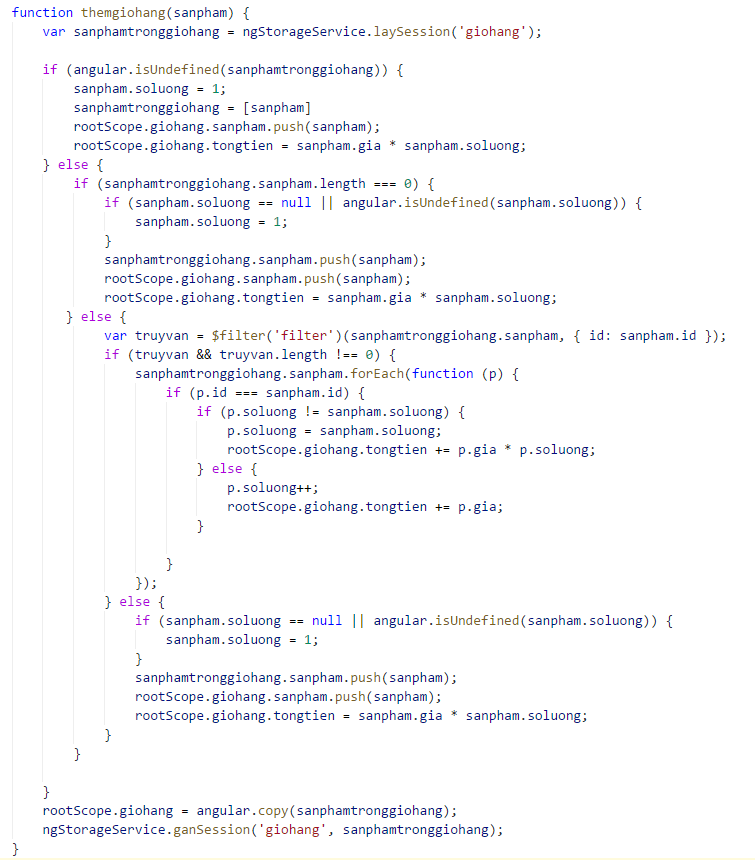 function themgiohang(sanpham) {
    var sanphamtronggiohang = ngStorageService.laySession('giohang');

    if (angular.isUndefined(sanphamtronggiohang)) {
        sanpham.soluong = 1;
        sanphamtronggiohang = [sanpham]
        rootScope.giohang.sanpham.push(sanpham);
        rootScope.giohang.tongtien = sanpham.gia * sanpham.soluong;
    } else {
        if (sanphamtronggiohang.sanpham.length === 0) {
            if (sanpham.soluong == null || angular.isUndefined(sanpham.soluong)) {
                sanpham.soluong = 1;
            }
            sanphamtronggiohang.sanpham.push(sanpham);
            rootScope.giohang.sanpham.push(sanpham);
            rootScope.giohang.tongtien = sanpham.gia * sanpham.soluong;
       } else {
            var truyvan = $filter('filter')(sanphamtronggiohang.sanpham, { id: sanpham.id });
            if (truyvan && truyvan.length !== 0) {
                sanphamtronggiohang.sanpham.forEach(function (p) {
                    if (p.id === sanpham.id) {
                        if (p.soluong != sanpham.soluong) {
                            p.soluong = sanpham.soluong;
                            rootScope.giohang.tongtien += p.gia * p.soluong;
                        } else {
                            p.soluong++;
                            rootScope.giohang.tongtien += p.gia;
                        }

                    }
                });
            } else {
                if (sanpham.soluong == null || angular.isUndefined(sanpham.soluong)) {
                    sanpham.soluong = 1;
                }
                sanphamtronggiohang.sanpham.push(sanpham);
                rootScope.giohang.sanpham.push(sanpham);
                rootScope.giohang.tongtien = sanpham.gia * sanpham.soluong;
            }
        }

    }
    rootScope.giohang = angular.copy(sanphamtronggiohang);
    ngStorageService.ganSession('giohang', sanphamtronggiohang);
}